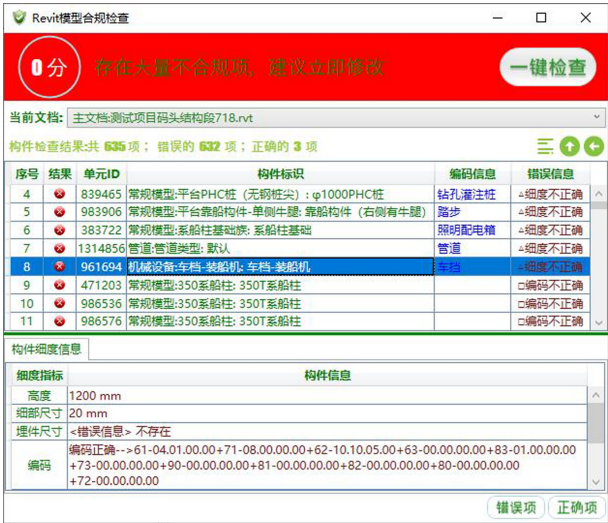 Revit模型合规检查
0分 存在大量不合规项，建议立即修改 一键检查
当前文档: 主文档:测试项目码头结构段718.rvt
构件检查结果:共 635 项； 错误的 632 项； 正确的 3 项
序号 结果 单元ID 构件标识 编码信息 错误信息
4 839465 常规模型:平台PHC桩（无钢桩尖）: φ1000PHC桩 钻孔灌注桩 △细度不正确
5 983906 常规模型:平台靠船构件-单侧牛腿: 靠船构件（右侧有牛腿） 踏步 △细度不正确
6 383722 常规模型:系船柱基础族: 系船柱基础 照明配电箱 △细度不正确
7 1314856 管道:管道类型: 默认 管道 △细度不正确
8 961694 机械设备:车档-装船机: 车档-装船机 车档 △细度不正确
9 471203 常规模型:350系船柱: 350T系船柱 □编码不正确
10 986536 常规模型:350系船柱: 350T系船柱 □编码不正确
11 986576 常规模型:350系船柱: 350T系船柱 □编码不正确
构件细度信息
细度指标 构件信息
高度 1200 mm
细部尺寸 20 mm
埋件尺寸 <错误信息> 不存在
编码 编码正确-->61-04.01.00.00+71-08.00.00.00+62-10.10.05.00+63-00.00.00.00+83-01.00.00.00
+73-00.00.00.00+90-00.00.00.00+81-00.00.00.00+82-00.00.00.00+80-00.00.00.00
+72-00.00.00.00
错误项 正确项